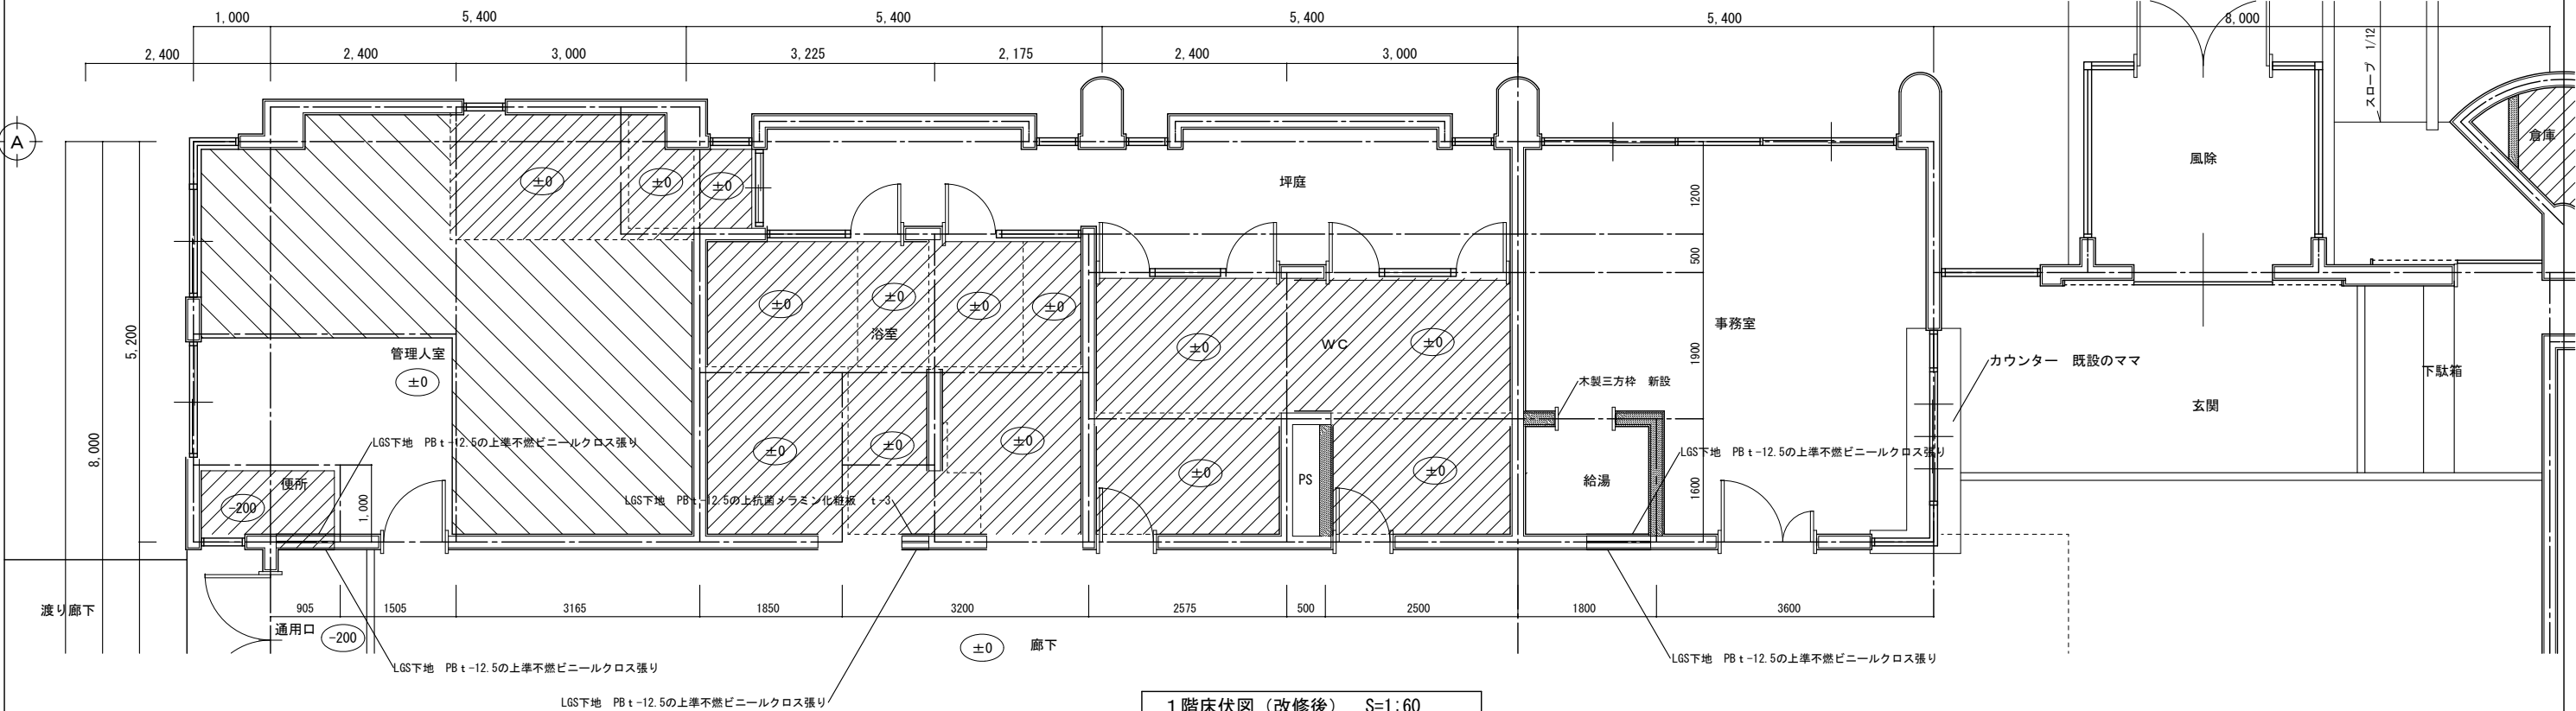 1,000
5,400
5,400
5,400
5,400
8,000
2,400
2,400
3,000
3,225
2,175
2,400
3,000
スロープ 1/12
A
倉庫
風除
±0
±0
±0
坪庭
1200
500
±0
±0
±0
±0
浴室
5,200
管理人室
±0
±0
WC
±0
事務室
1900
カウンター 既設のママ
下駄箱
木製三方枠 新設
玄関
8,000
LGS下地 PBt-12.5の上準不燃ビニールクロス張り
±0
±0
±0
±0
±0
LGS下地 PBt-12.5の上準不燃ビニールクロス張り
便所
-200
1,000
LGS下地 PBt-12.5の上抗菌メラミン化粧板 t-3
PS
給湯
1600
905
1505
3165
1850
3200
2575
500
2500
1800
3600
渡り廊下
通用口
-200
±0
廊下
LGS下地 PBt-12.5の上準不燃ビニールクロス張り
LGS下地 PBt-12.5の上準不燃ビニールクロス張り
LGS下地 PBt-12.5の上準不燃ビニールクロス張り
1階床伏図(改修後) S=1:60